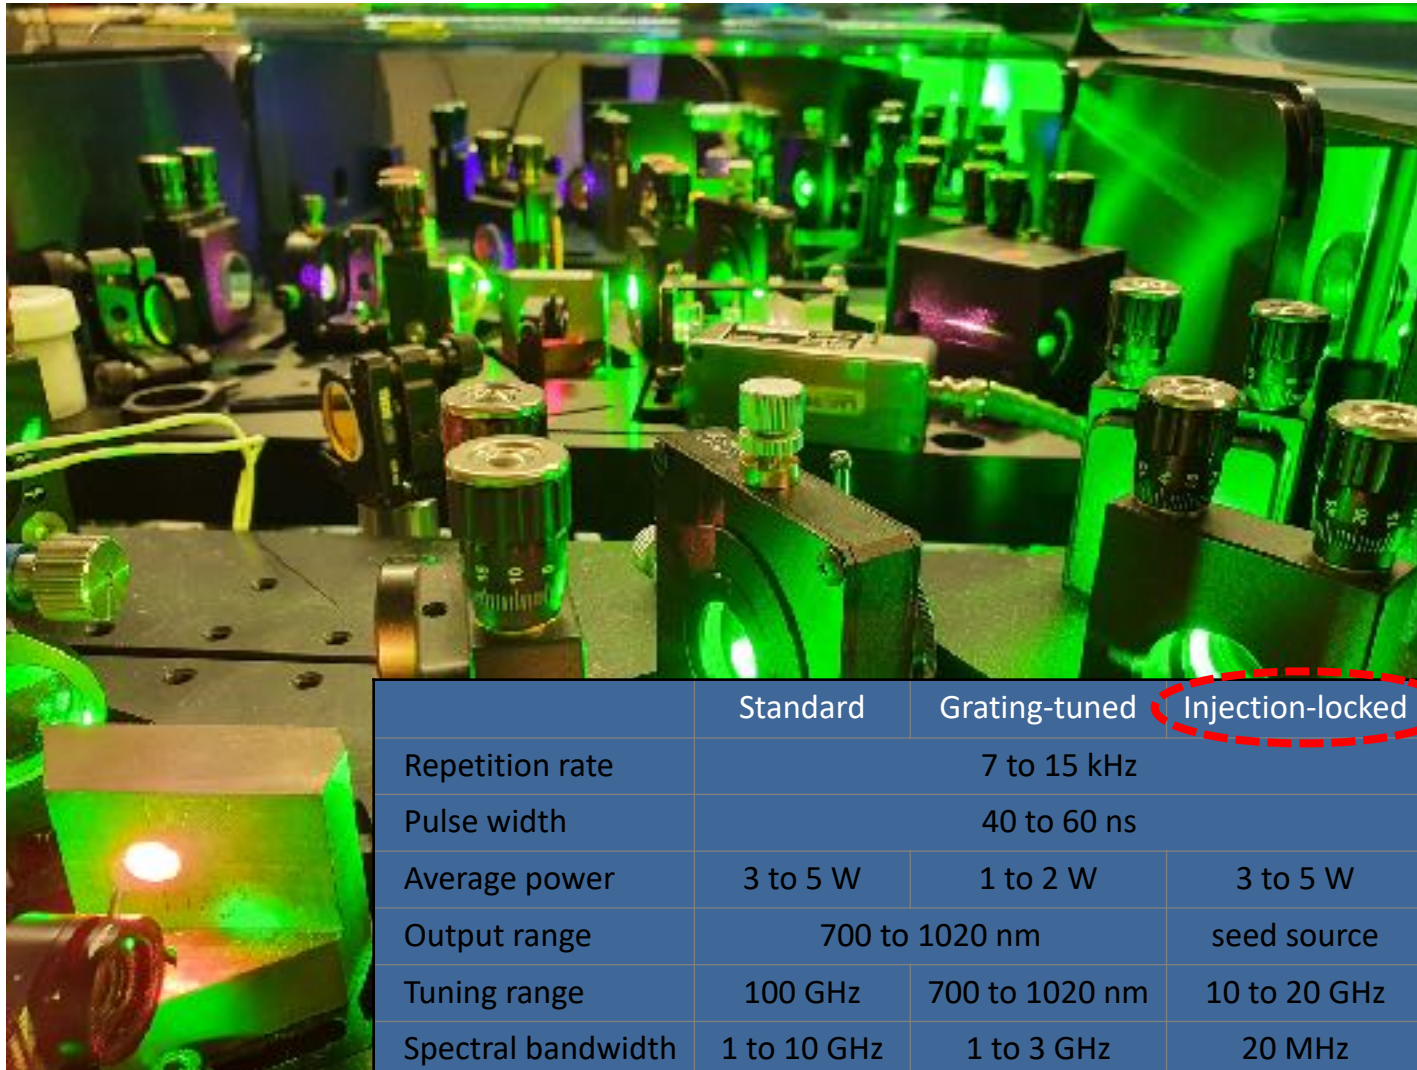 Standard Grating-tuned Injection-locked
Repetition rate 7 to 15 kHz
Pulse width 40 to 60 ns
Average power 3 to 5 W 1 to 2 W 3 to 5 W
Output range 700 to 1020 nm seed source
Tuning range 100 GHz 700 to 1020 nm 10 to 20 GHz
Spectral bandwidth 1 to 10 GHz 1 to 3 GHz 20 MHz